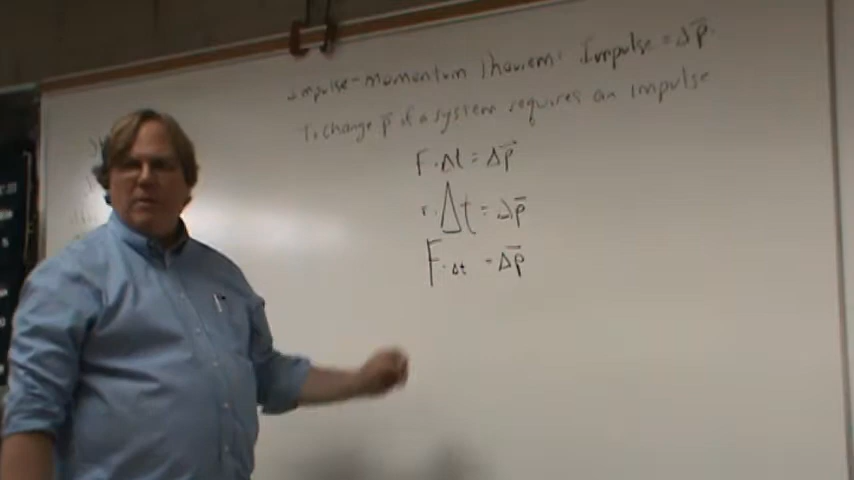 Impulse-Momentum Theorem: Impulse = Δp⃗.
To change p⃗ of a system requires an impulse
F·Δt = Δp⃗
F·Δt = Δp⃗
F·Δt = Δp⃗